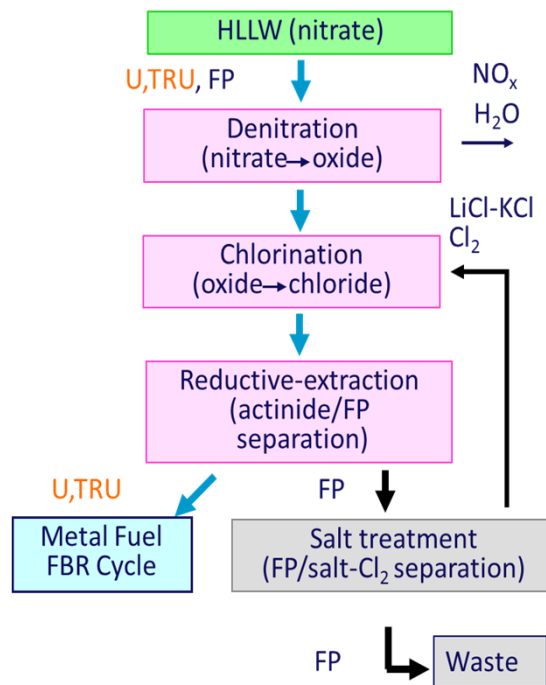 HLLW (nitrate)
U,TRU, FP
NOₓ
H₂O
Denitration
(nitrate→oxide)
LiCl-KCl
Cl₂
Chlorination
(oxide→chloride)
Reductive-extraction
(actinide/FP
separation)
U,TRU
FP
Metal Fuel
FBR Cycle
Salt treatment
(FP/salt-Cl₂ separation)
FP
Waste